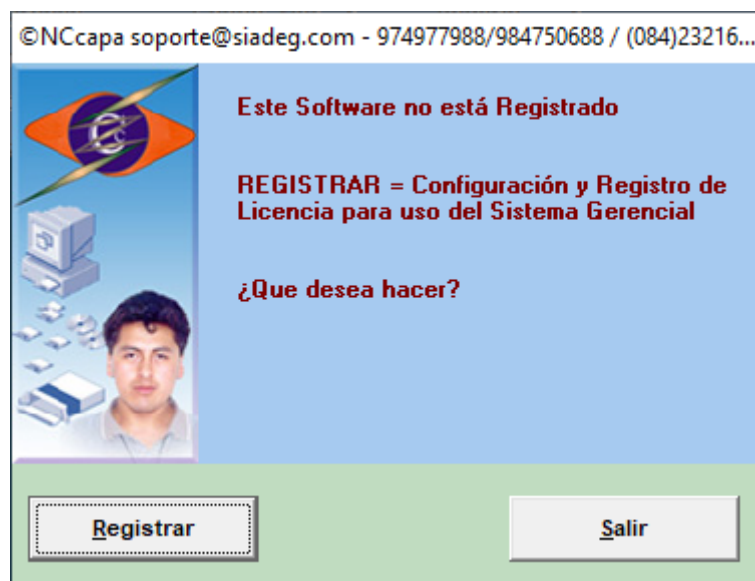 ©NCcapa soporte@siadeg.com - 974977988/984750688 / (084)23216...
Este Software no está Registrado
REGISTRAR = Configuración y Registro de
Licencia para uso del Sistema Gerencial
¿Que desea hacer?
Registrar
Salir